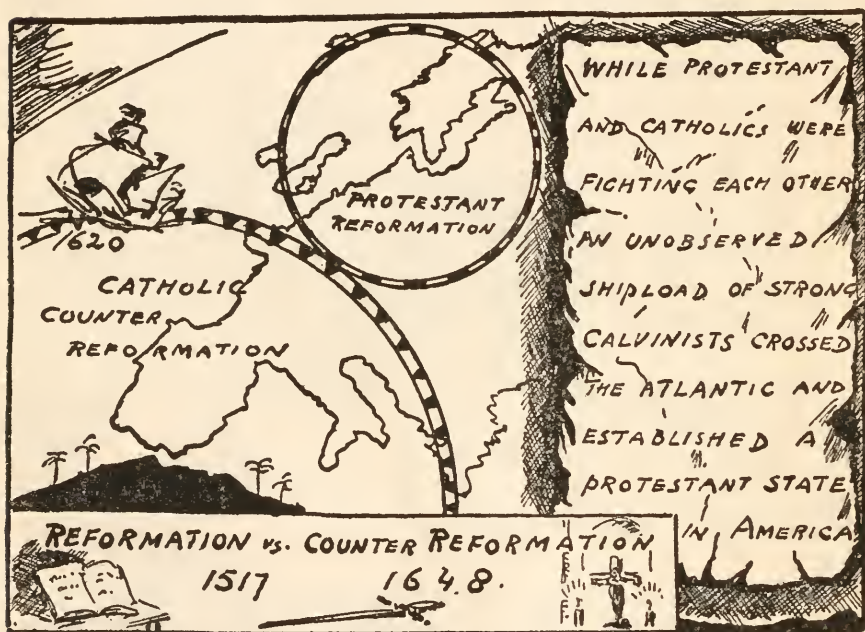 WHILE PROTESTANT
AND CATHOLICS WERE
FIGHTING EACH OTHER
AN UNOBSERVED
SHIPLOAD OF STRONG
CALVINISTS CROSSED
THE ATLANTIC AND
ESTABLISHED A
PROTESTANT STATE
IN AMERICA
PROTESTANT
REFORMATION
1620
CATHOLIC
COUNTER
REFORMATION
REFORMATION vs. COUNTER REFORMATION
1517 1648.